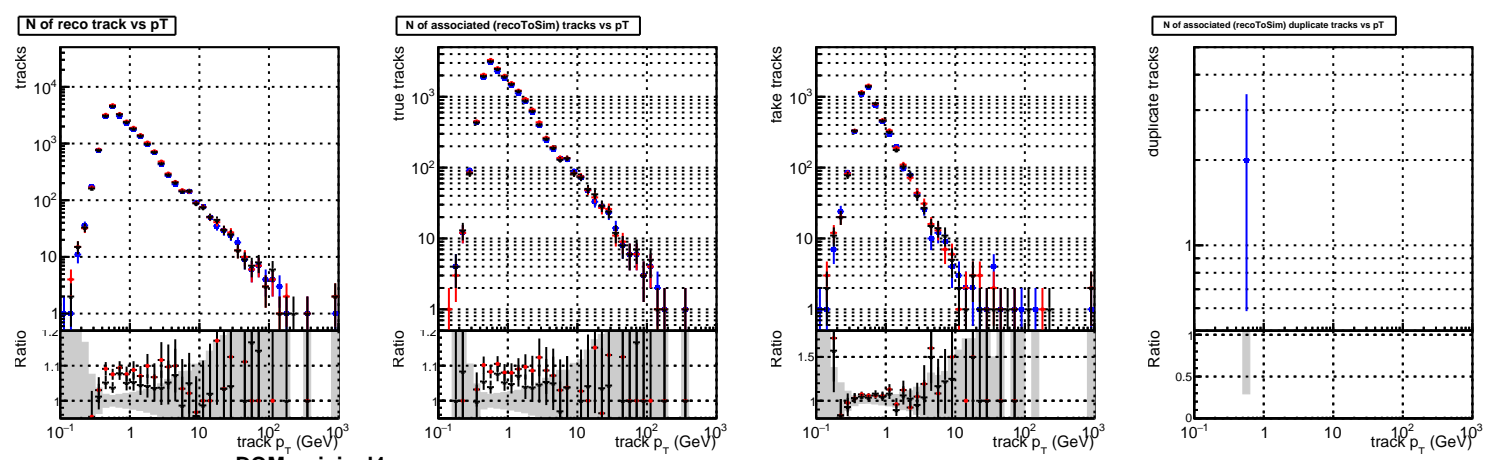 N of reco track vs pT
N of associated (recoToSim) tracks vs pT
N of associated (recoToSim) duplicate tracks vs pT
tracks
10⁴
10³
10²
10
1
Ratio
1.1
1
10⁻¹ 1 10 10² 10³
track p_T (GeV)
true tracks
10³
10²
10
1
Ratio
1.1
1
10⁻¹ 1 10 10² 10³
track p_T (GeV)
fake tracks
10³
10²
10
1
Ratio
1.5
1
10⁻¹ 1 10 10² 10³
track p_T (GeV)
duplicate tracks
1
Ratio
1
0.5
0
10⁻¹ 1 10 10² 10³
track p_T (GeV)